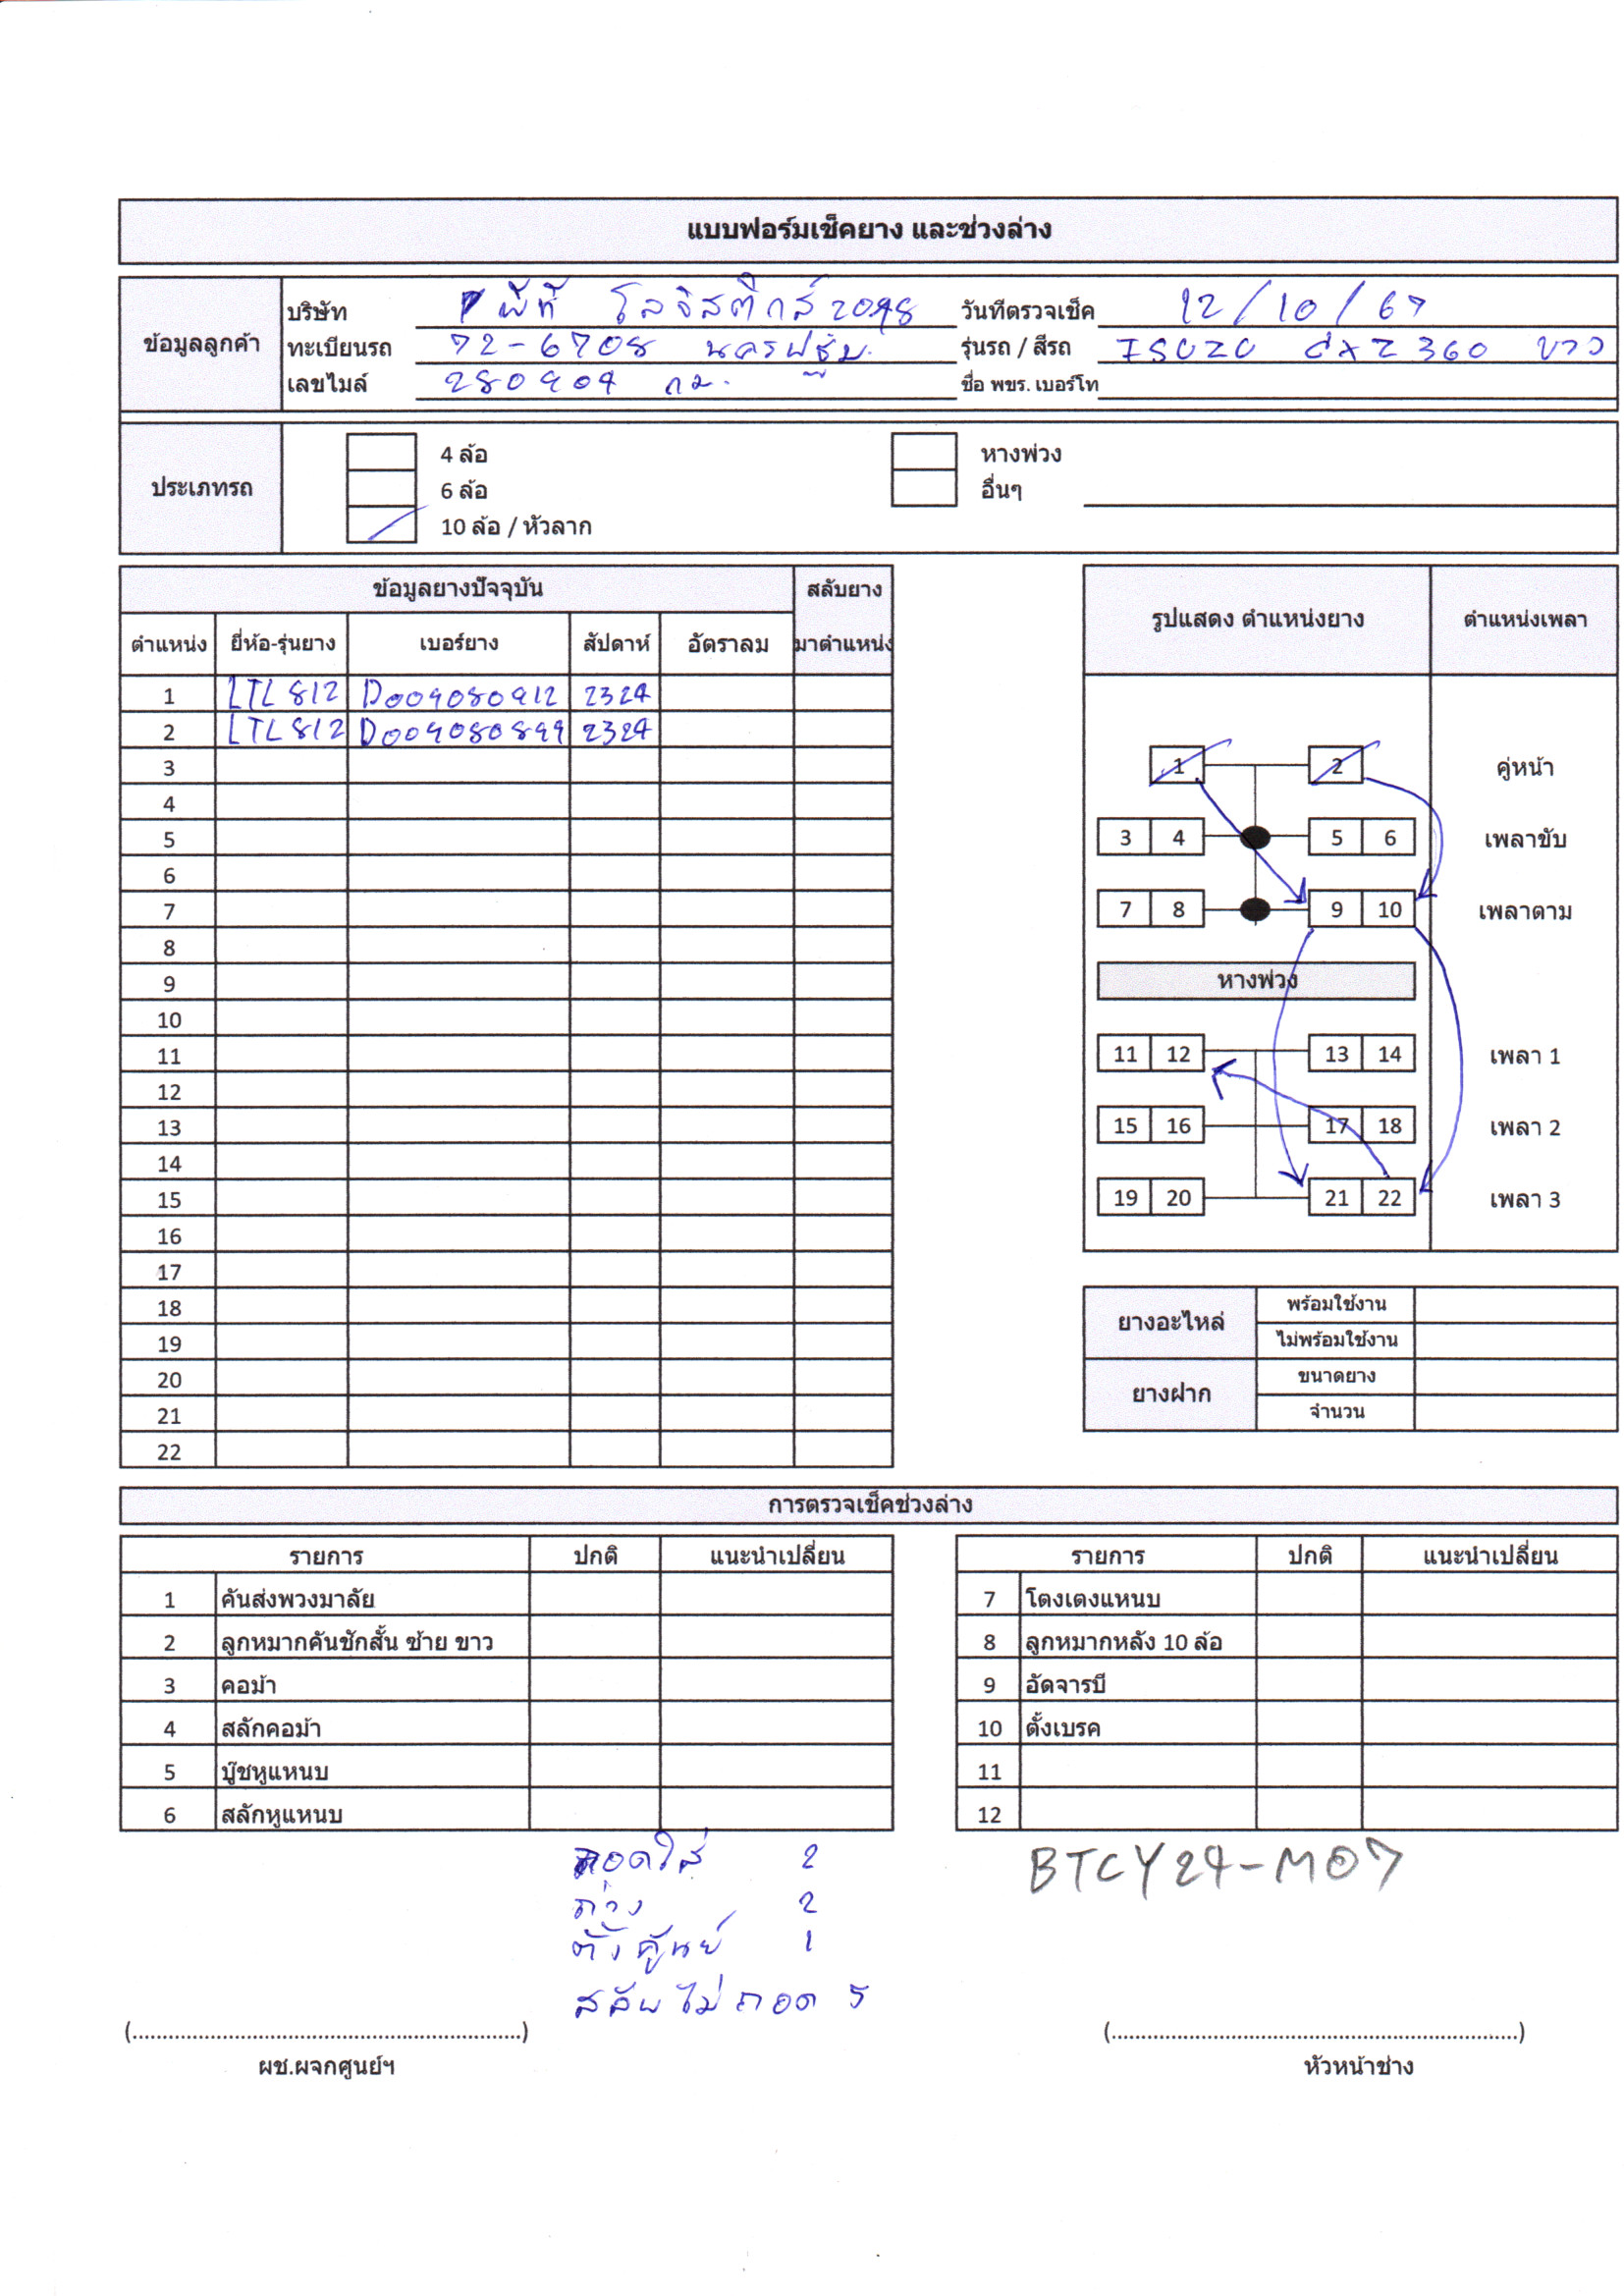 แบบฟอร์มเช็คยาง และช่วงล่าง
ข้อมูลลูกค้า
บริษัท พีที โลจิสติกส์ วันที่ตรวจเช็ค 12/10/67
ทะเบียนรถ 72-6708 นครปฐม รุ่นรถ / สีรถ ISUZU GXZ 360 ขาว
เลขไมล์ 280904 กม. ชื่อ พขร. เบอร์โท
ประเภทรถ
4 ล้อ หางพ่วง
6 ล้อ อื่นๆ
10 ล้อ / หัวลาก
ข้อมูลยางปัจจุบัน สลับยาง
ตำแหน่ง ยี่ห้อ-รุ่นยาง เบอร์ยาง สัปดาห์ อัตราลม มาตำแหน่ง
1 LTL812 D009080912 2324
2 LTL812 D009080899 2324
3
4
5
6
7
8
9
10
11
12
13
14
15
16
17
18
19
20
21
22
รูปแสดง ตำแหน่งยาง ตำแหน่งเพลา
1 2 คู่หน้า
3 4 5 6 เพลาขับ
7 8 9 10 เพลาตาม
หางพ่วง
11 12 13 14 เพลา 1
15 16 17 18 เพลา 2
19 20 21 22 เพลา 3
ยางอะไหล่ พร้อมใช้งาน
ไม่พร้อมใช้งาน
ยางฝาก ขนาดยาง
จำนวน
การตรวจเช็คช่วงล่าง
รายการ ปกติ แนะนำเปลี่ยน
1 คันส่งพวงมาลัย
2 ลูกหมากคันชักสั้น ซ้าย ขาว
3 คอม้า
4 สลักคอม้า
5 บู๊ชหูแหนบ
6 สลักหูแหนบ
รายการ ปกติ แนะนำเปลี่ยน
7 โตงเตงแหนบ
8 ลูกหมากหลัง 10 ล้อ
9 อัดจารบี
10 ตั้งเบรค
11
12
ถอดใส่ 2
ถ่วง 2
ตั้งศูนย์ 1
สลับไม่ถอด 5
BTCY24-M07
(....................) (....................)
ผช.ผจกศูนย์ฯ หัวหน้าช่าง